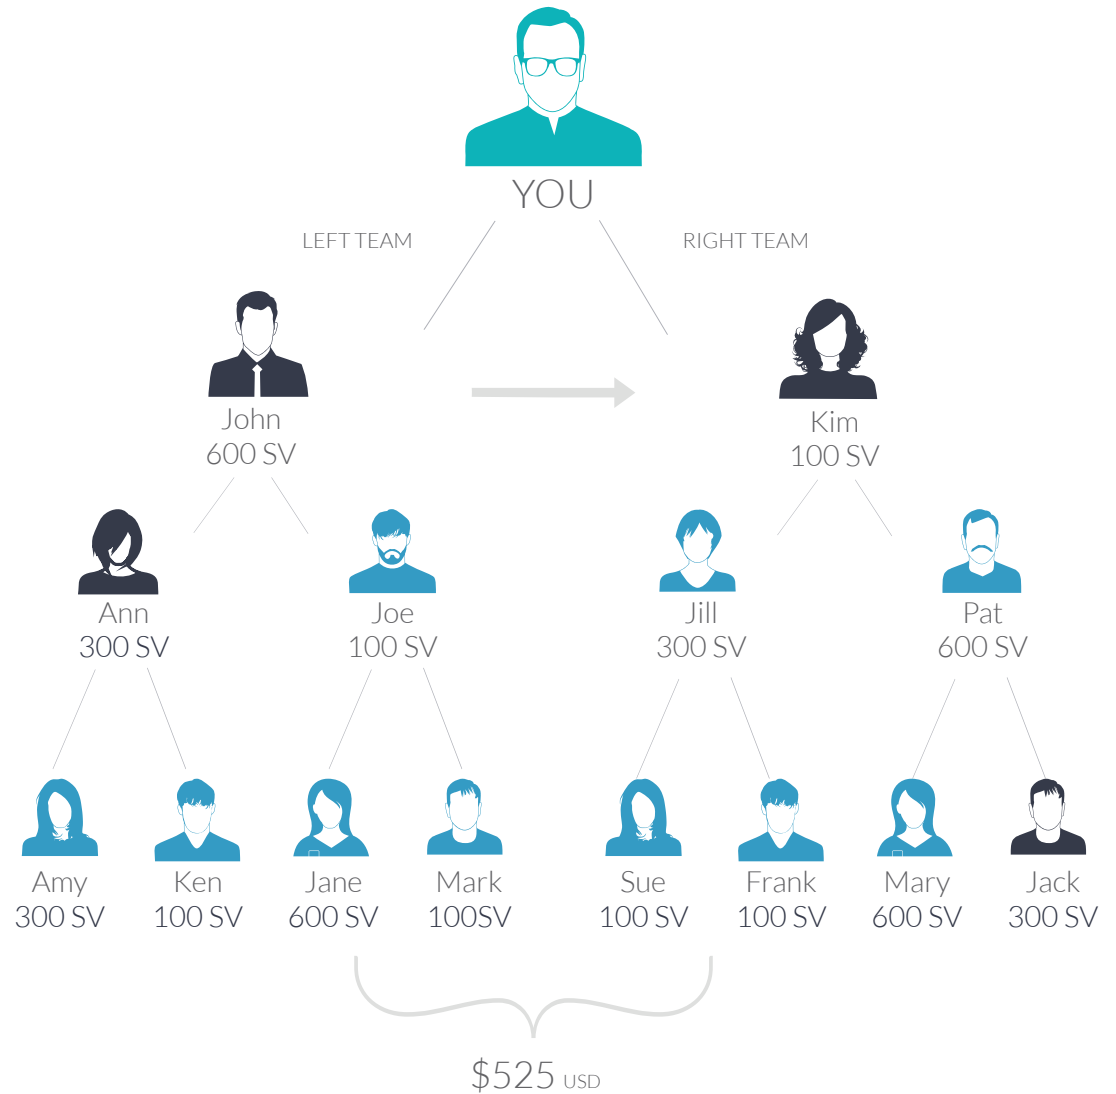 YOU
LEFT TEAM
RIGHT TEAM
John
600 SV
Kim
100 SV
Ann
300 SV
Joe
100 SV
Jill
300 SV
Pat
600 SV
Amy
300 SV
Ken
100 SV
Jane
600 SV
Mark
100SV
Sue
100 SV
Frank
100 SV
Mary
600 SV
Jack
300 SV
$525 USD